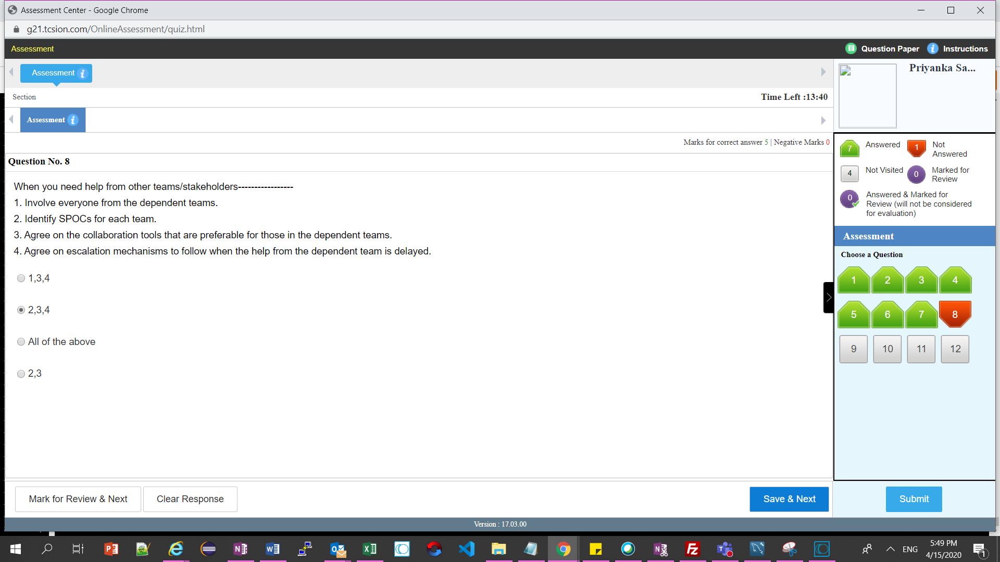 Assessment Center - Google Chrome
g21.tcsion.com/OnlineAssessment/quiz.html
Assessment
Question Paper
Instructions
Assessment
Priyanka Sa...
Section
Time Left :13:40
Assessment
Marks for correct answer 5 | Negative Marks 0
Question No. 8
When you need help from other teams/stakeholders-----------------
1. Involve everyone from the dependent teams.
2. Identify SPOCs for each team.
3. Agree on the collaboration tools that are preferable for those in the dependent teams.
4. Agree on escalation mechanisms to follow when the help from the dependent team is delayed.
1,3,4
2,3,4
All of the above
2,3
7 Answered
1 Not Answered
4 Not Visited
0 Marked for Review
0 Answered & Marked for
Review (will not be considered
for evaluation)
Assessment
Choose a Question
1 2 3 4
5 6 7 8
9 10 11 12
Mark for Review & Next
Clear Response
Save & Next
Submit
Version : 17.03.00
ENG
5:49 PM
4/15/2020
1